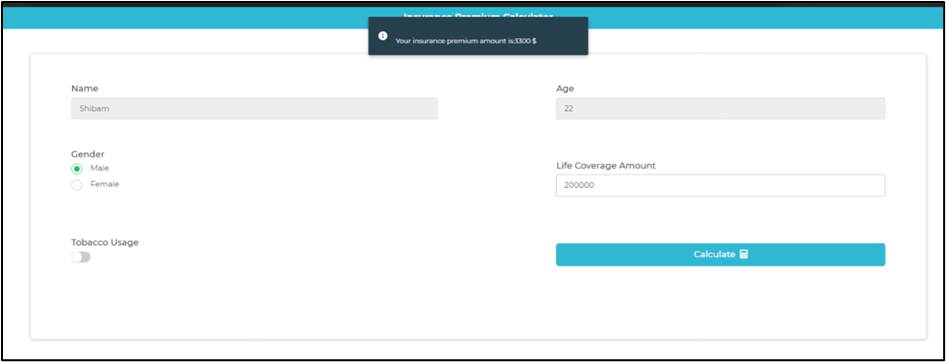 Insurance Premium Calculator
Your insurance premium amount is:3300 $
Name
Age
Shibam
22
Gender
Male
Life Coverage Amount
Female
200000
Tobacco Usage
Calculate